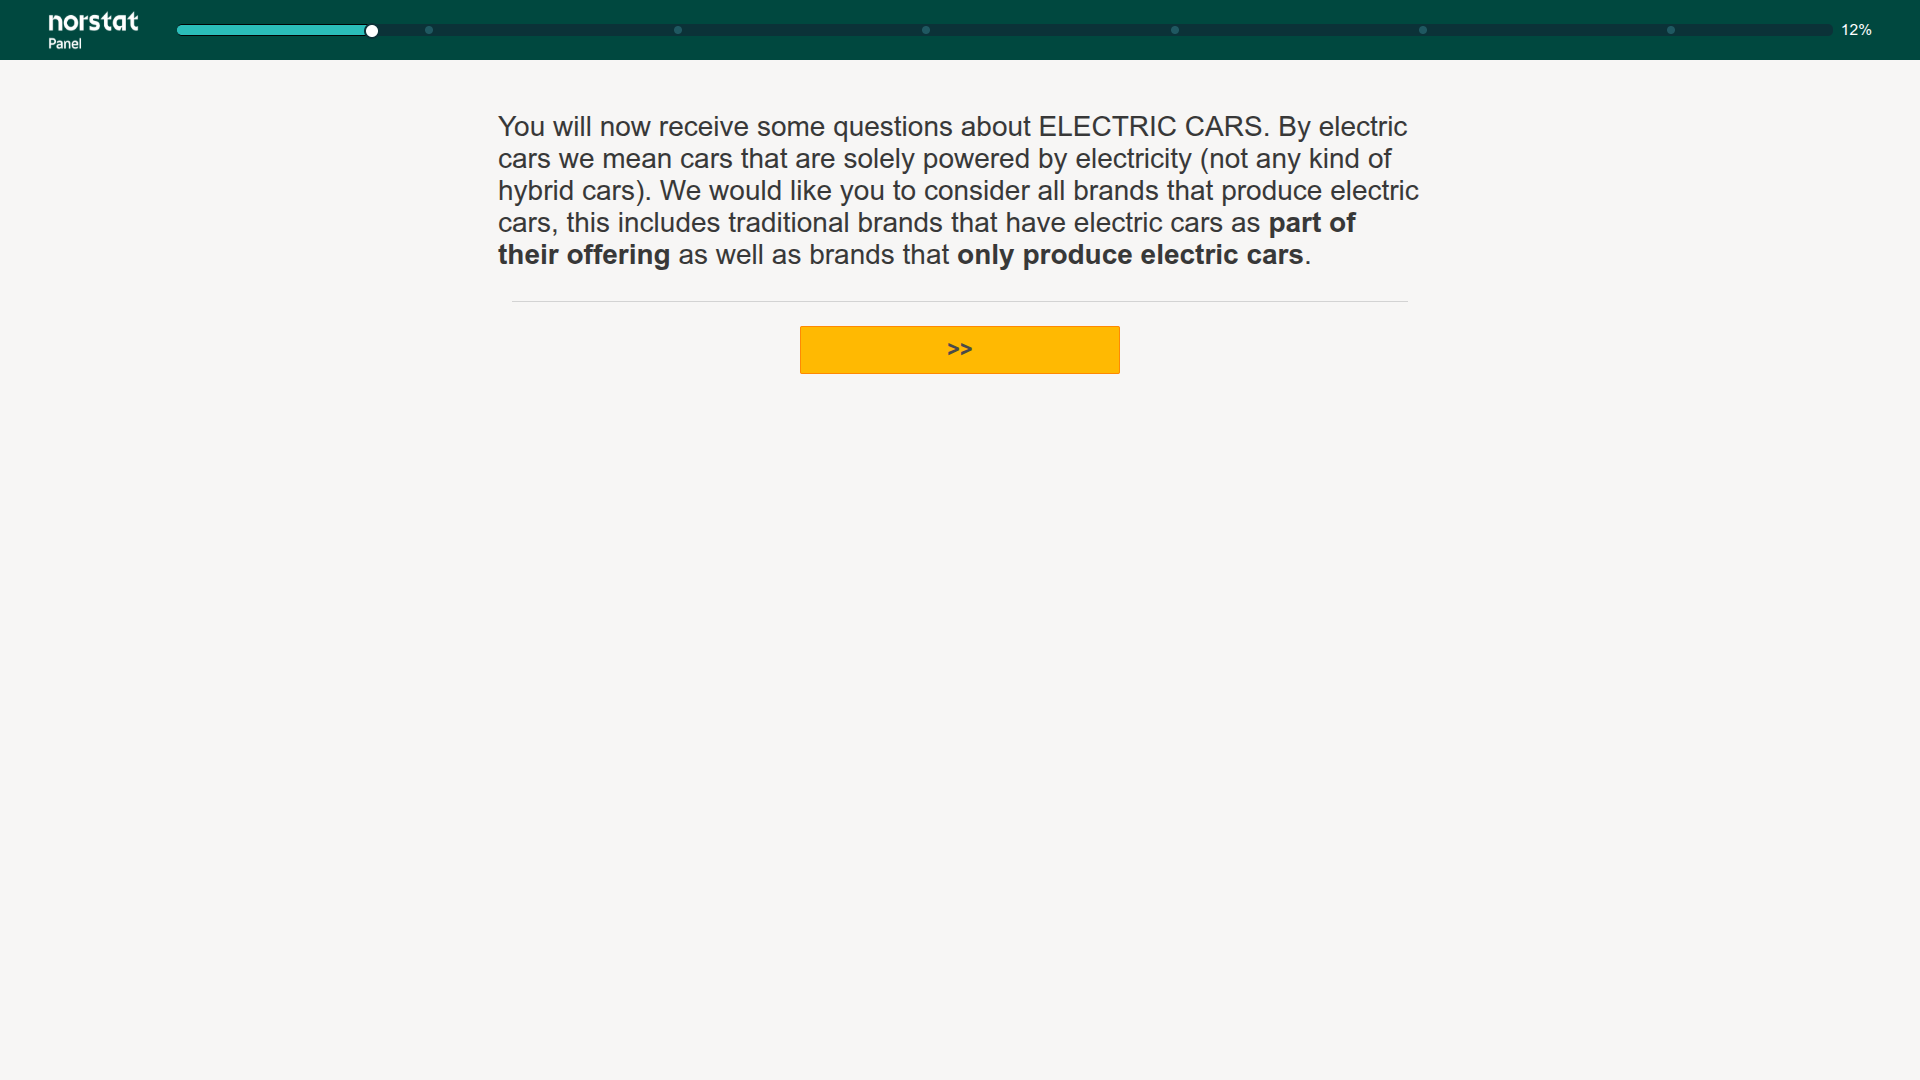 norstat
Panel
12%
You will now receive some questions about ELECTRIC CARS. By electric
cars we mean cars that are solely powered by electricity (not any kind of
hybrid cars). We would like you to consider all brands that produce electric
cars, this includes traditional brands that have electric cars as part of
their offering as well as brands that only produce electric cars.
>>